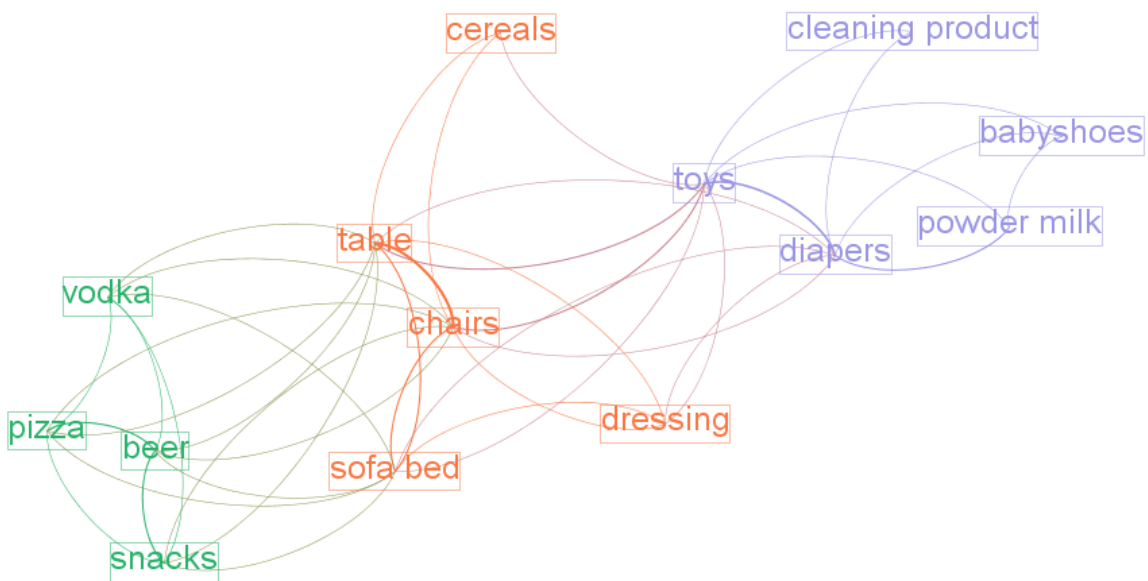 cereals
cleaning product
babyshoes
toys
powder milk
table
diapers
vodka
chairs
dressing
pizza
beer
sofa bed
snacks